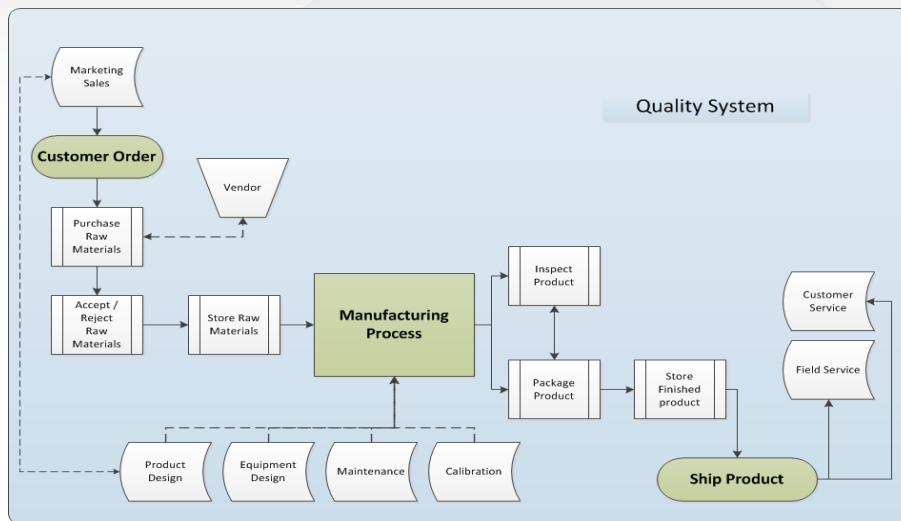 Marketing
Sales
Quality System
Customer Order
Vendor
Purchase
Raw
Materials
Accept /
Reject
Raw
Materials
Store Raw
Materials
Manufacturing
Process
Inspect
Product
Package
Product
Store
Finished
product
Customer
Service
Field Service
Product
Design
Equipment
Design
Maintenance
Calibration
Ship Product